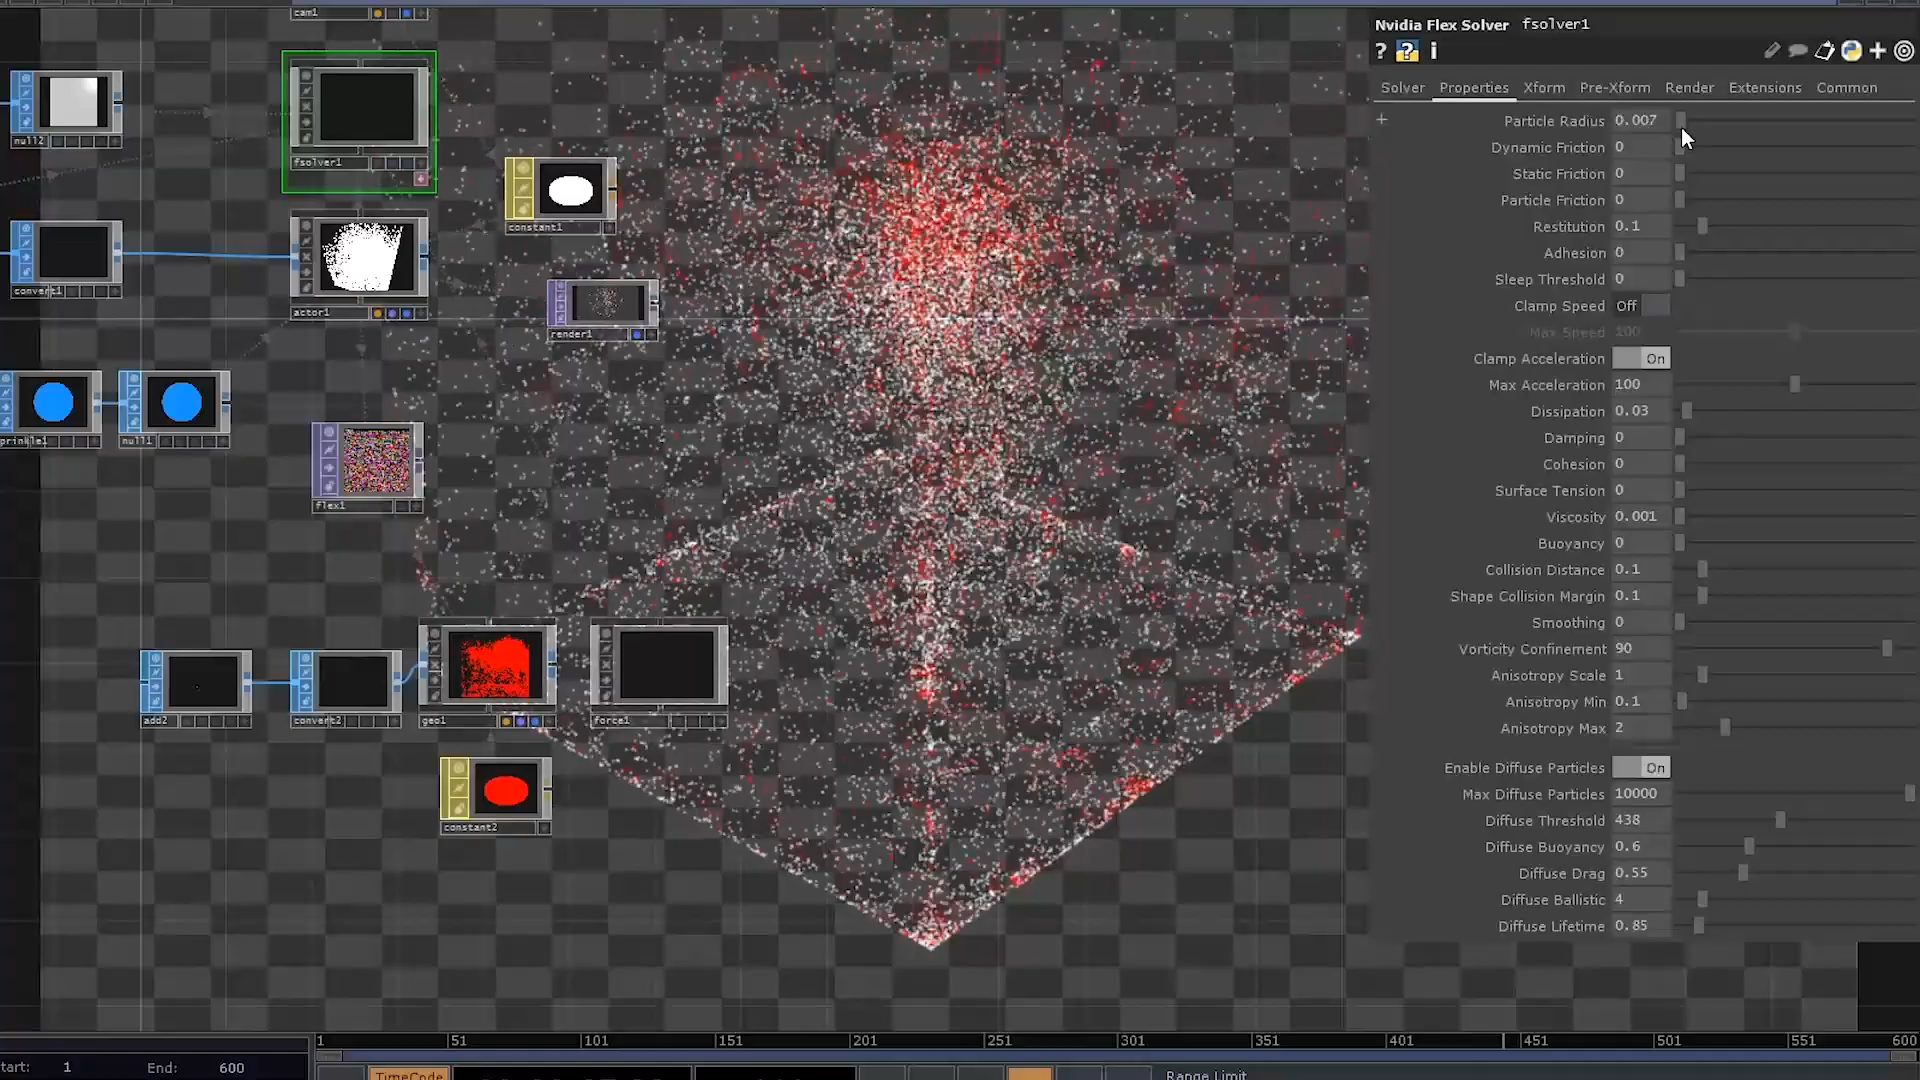 cam1
Nvidia Flex Solver fsolver1
? ? i
Solver Properties Xform Pre-Xform Render Extensions Common
+ Particle Radius 0.007
Dynamic Friction 0
Static Friction 0
Particle Friction 0
Restitution 0.1
Adhesion 0
Sleep Threshold 0
Clamp Speed Off
Max Speed 100
Clamp Acceleration On
Max Acceleration 100
Dissipation 0.03
Damping 0
Cohesion 0
Surface Tension 0
Viscosity 0.001
Buoyancy 0
Collision Distance 0.1
Shape Collision Margin 0.1
Smoothing 0
Vorticity Confinement 90
Anisotropy Scale 1
Anisotropy Min 0.1
Anisotropy Max 2
Enable Diffuse Particles On
Max Diffuse Particles 10000
Diffuse Threshold 438
Diffuse Buoyancy 0.6
Diffuse Drag 0.55
Diffuse Ballistic 4
Diffuse Lifetime 0.85
null2
fsolver1
constant1
convert1
actor1
render1
prinkle1
null1
flex1
add2
convert2
geo1
force1
constant2
1 51 101 151 201 251 301 351 401 451 501 551 600
tart: 1 End: 600
TimeCode
Range Limit